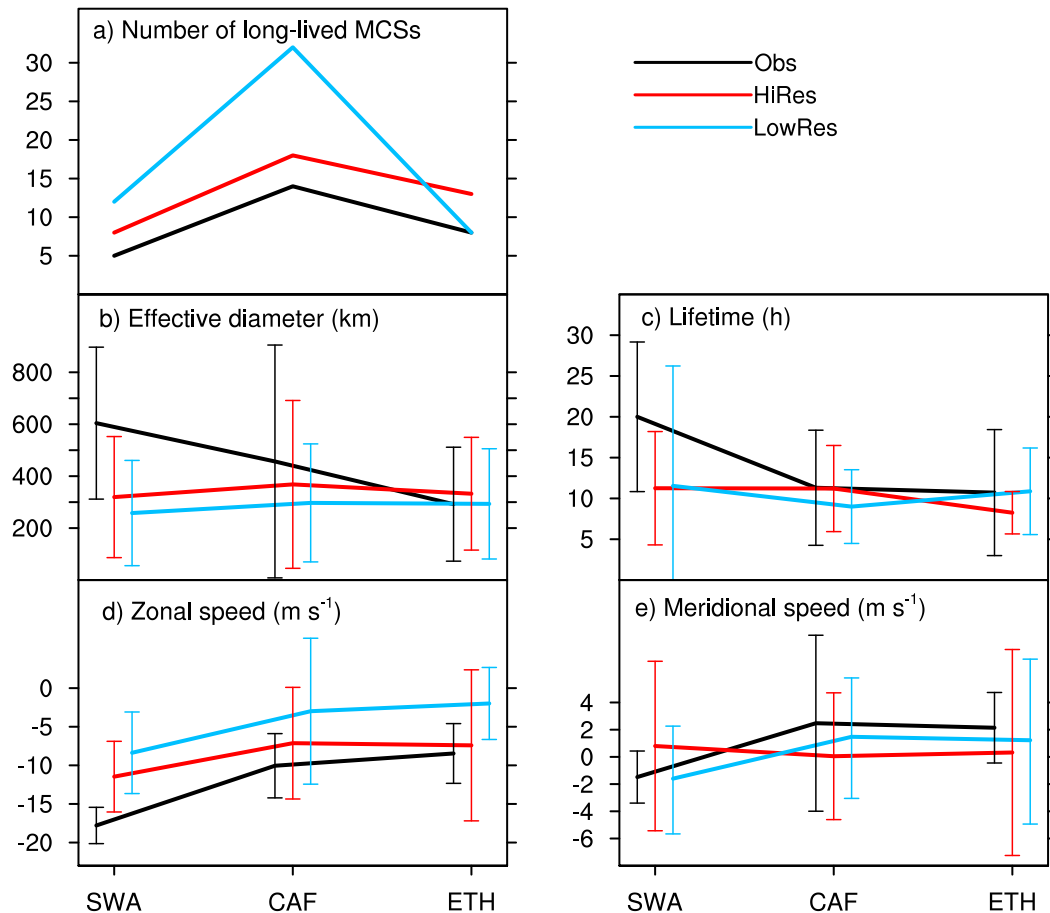 a) Number of long-lived MCSs
30
25
20
15
10
5
Obs
HiRes
LowRes
b) Effective diameter (km)
800
600
400
200
c) Lifetime (h)
30
25
20
15
10
5
d) Zonal speed (m s⁻¹)
0
-5
-10
-15
-20
SWA CAF ETH
e) Meridional speed (m s⁻¹)
4
2
0
-2
-4
-6
SWA CAF ETH